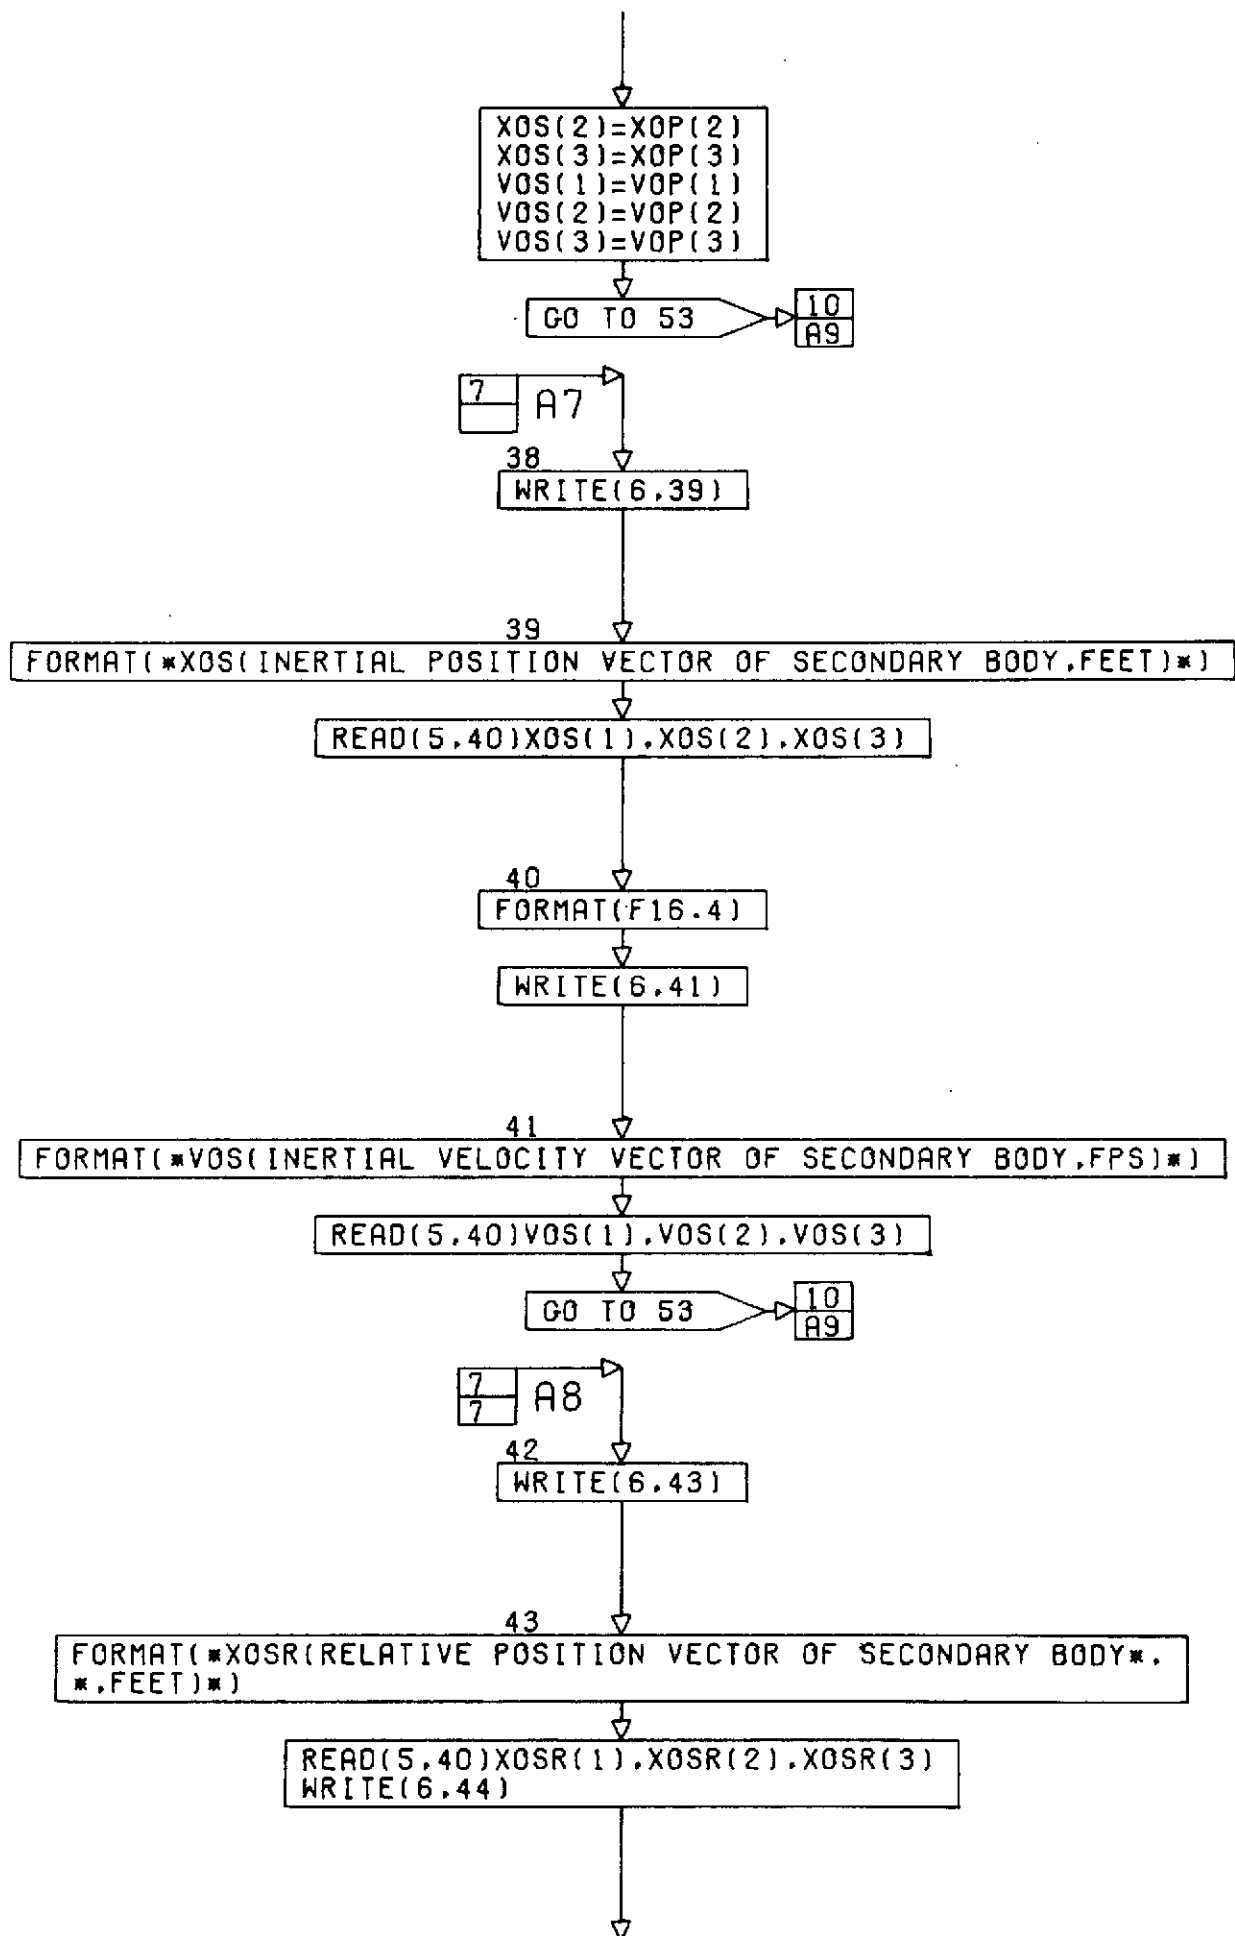 XOS(2)=XOP(2)
XOS(3)=XOP(3)
VOS(1)=VOP(1)
VOS(2)=VOP(2)
VOS(3)=VOP(3)
GO TO 53
10
A9
7
A7
38
WRITE(6,39)
39
FORMAT(*XOS(INERTIAL POSITION VECTOR OF SECONDARY BODY,FEET)*)
READ(5,40)XOS(1),XOS(2),XOS(3)
40
FORMAT(F16.4)
WRITE(6,41)
41
FORMAT(*VOS(INERTIAL VELOCITY VECTOR OF SECONDARY BODY,FPS)*)
READ(5,40)VOS(1),VOS(2),VOS(3)
GO TO 53
10
A9
7
7
A8
42
WRITE(6,43)
43
FORMAT(*XOSR(RELATIVE POSITION VECTOR OF SECONDARY BODY*,
*,FEET)*)
READ(5,40)XOSR(1),XOSR(2),XOSR(3)
WRITE(6,44)